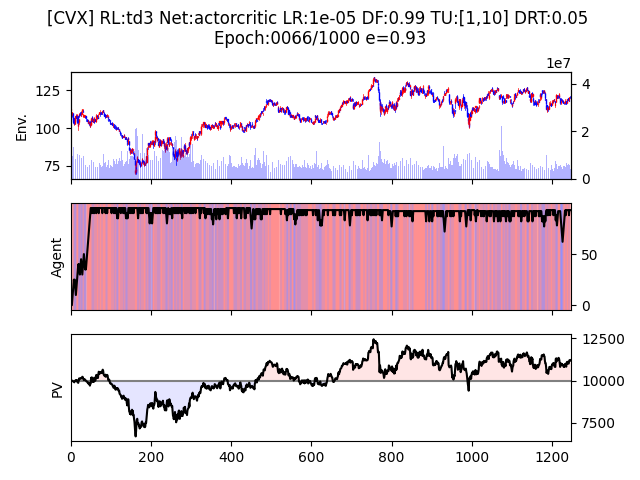 [CVX] RL:td3 Net:actorcritic LR:1e-05 DF:0.99 TU:[1,10] DRT:0.05
Epoch:0066/1000 e=0.93
1e7
125
100
75
Env.
4
2
0
Agent
50
0
PV
12500
10000
7500
0 200 400 600 800 1000 1200